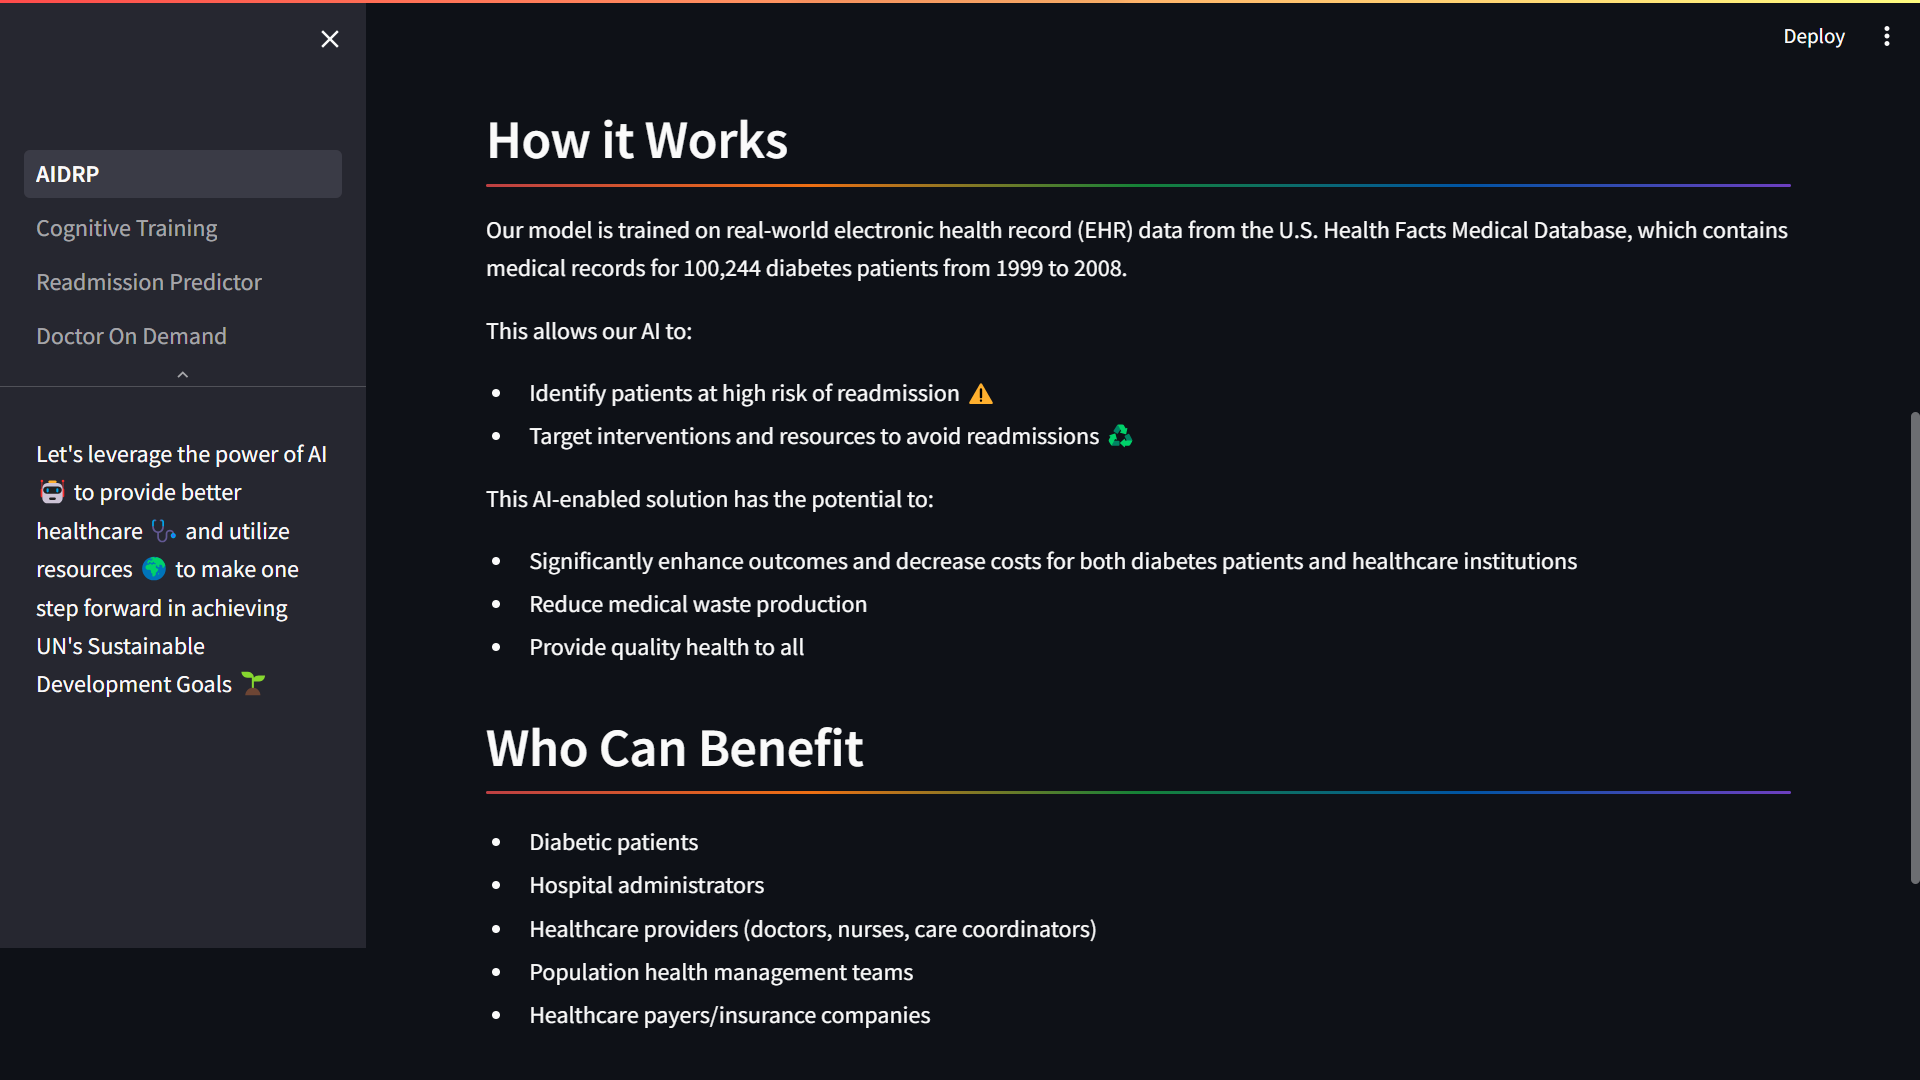 Deploy
AIDRP
Cognitive Training
Readmission Predictor
Doctor On Demand
Let's leverage the power of AI
🤖 to provide better
healthcare 🩺 and utilize
resources 🌍 to make one
step forward in achieving
UN's Sustainable
Development Goals 🌱
How it Works
Our model is trained on real-world electronic health record (EHR) data from the U.S. Health Facts Medical Database, which contains
medical records for 100,244 diabetes patients from 1999 to 2008.
This allows our AI to:
• Identify patients at high risk of readmission ⚠️
• Target interventions and resources to avoid readmissions ♻️
This AI-enabled solution has the potential to:
• Significantly enhance outcomes and decrease costs for both diabetes patients and healthcare institutions
• Reduce medical waste production
• Provide quality health to all
Who Can Benefit
• Diabetic patients
• Hospital administrators
• Healthcare providers (doctors, nurses, care coordinators)
• Population health management teams
• Healthcare payers/insurance companies